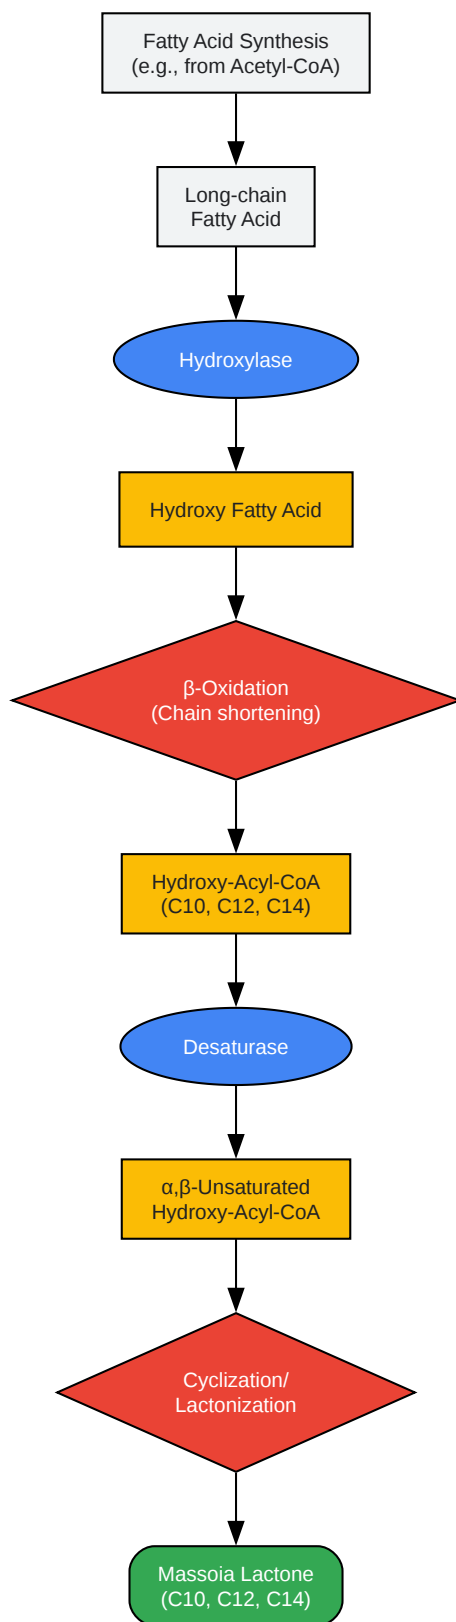 Fatty Acid Synthesis
(e.g., from Acetyl-CoA)
Long-chain
Fatty Acid
Hydroxylase
Hydroxy Fatty Acid
β-Oxidation
(Chain shortening)
Hydroxy-Acyl-CoA
(C10, C12, C14)
Desaturase
α,β-Unsaturated
Hydroxy-Acyl-CoA
Cyclization/
Lactonization
Massoia Lactone
(C10, C12, C14)